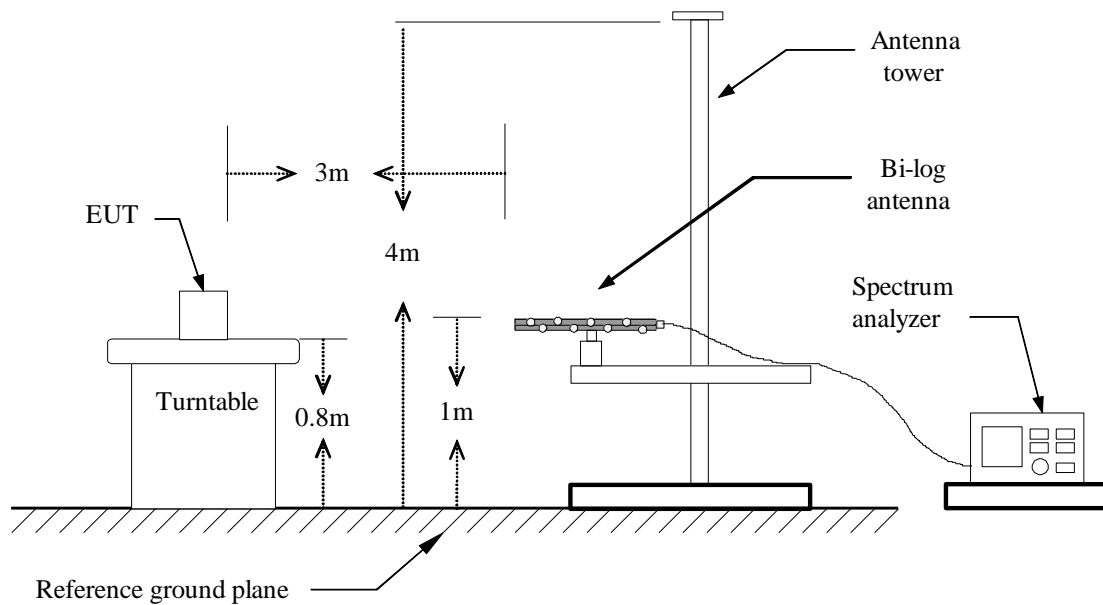 Antenna
tower
3m
Bi-log
antenna
EUT
4m
Spectrum
analyzer
Turntable
0.8m
1m
Reference ground plane